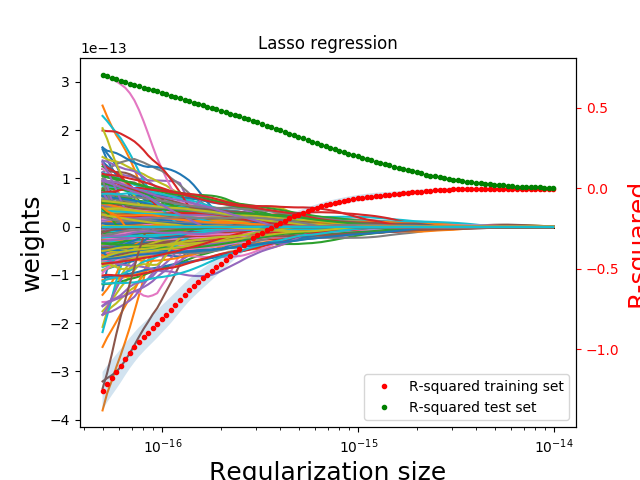 Lasso regression
1e−13
3
2
1
0
−1
−2
−3
−4
weights
0.5
0.0
−0.5
−1.0
R-squared
R-squared training set
R-squared test set
10⁻¹⁶
10⁻¹⁵
10⁻¹⁴
Regularization size